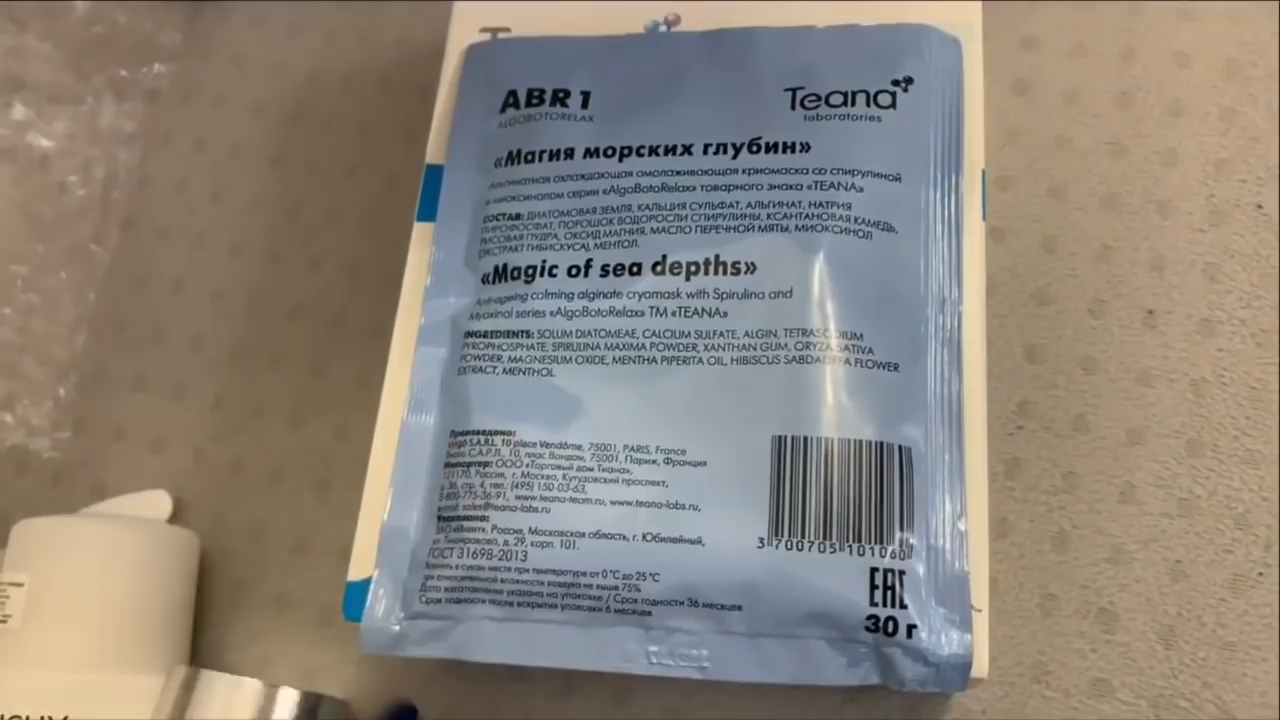 ABR 1
ALGOBOTORELAX
Teana
laboratories
«Магия морских глубин»
Альгинатная охлаждающая омолаживающая криомаска со спирулиной
и миоксинолом серии «AlgoBotoRelax» товарного знака «TEANA»
СОСТАВ: ДИАТОМОВАЯ ЗЕМЛЯ, КАЛЬЦИЯ СУЛЬФАТ, АЛЬГИНАТ, НАТРИЯ
ПИРОФОСФАТ, ПОРОШОК ВОДОРОСЛИ СПИРУЛИНЫ, КСАНТАНОВАЯ КАМЕДЬ,
РИСОВАЯ ПУДРА, ОКСИД МАГНИЯ, МАСЛО ПЕРЕЧНОЙ МЯТЫ, МИОКСИНОЛ
(ЭКСТРАКТ ГИБИСКУСА), МЕНТОЛ.
«Magic of sea depths»
Anti-ageing calming alginate cryomask with Spirulina and
Myoxinol series «AlgoBotoRelax» TM «TEANA»
INGREDIENTS: SOLUM DIATOMEAE, CALCIUM SULFATE, ALGIN, TETRASODIUM
PYROPHOSPHATE, SPIRULINA MAXIMA POWDER, XANTHAN GUM, ORYZA SATIVA
POWDER, MAGNESIUM OXIDE, MENTHA PIPERITA OIL, HIBISCUS SABDARIFFA FLOWER
EXTRACT, MENTHOL
Произведено:
S.A.R.L. 10 place Vendôme, 75001, PARIS, France
С.А.Р.Л., 10, плас Вандом, 75001, Париж, Франция
Импортер: ООО «Торговый дом Тиана»,
121170, Россия, г. Москва, Кутузовский проспект,
д. 36, стр. 4, тел.: (495) 150-03-63,
8-800-775-36-91, www.teana-team.ru, www.teana-labs.ru,
e-mail: sales@teana-labs.ru
Упаковано:
ЗАО Россия, Московская область, г. Юбилейный,
ул. Тихонравова, д. 29, корп. 101.
ГОСТ 31698-2013
Хранить в сухом месте при температуре от 0 °C до 25 °C
при относительной влажности воздуха не выше 75%
Дата изготовления указана на упаковке / Срок годности 36 месяцев
Срок годности после вскрытия упаковки 6 месяцев
3 700705 101060
EAC
30 г